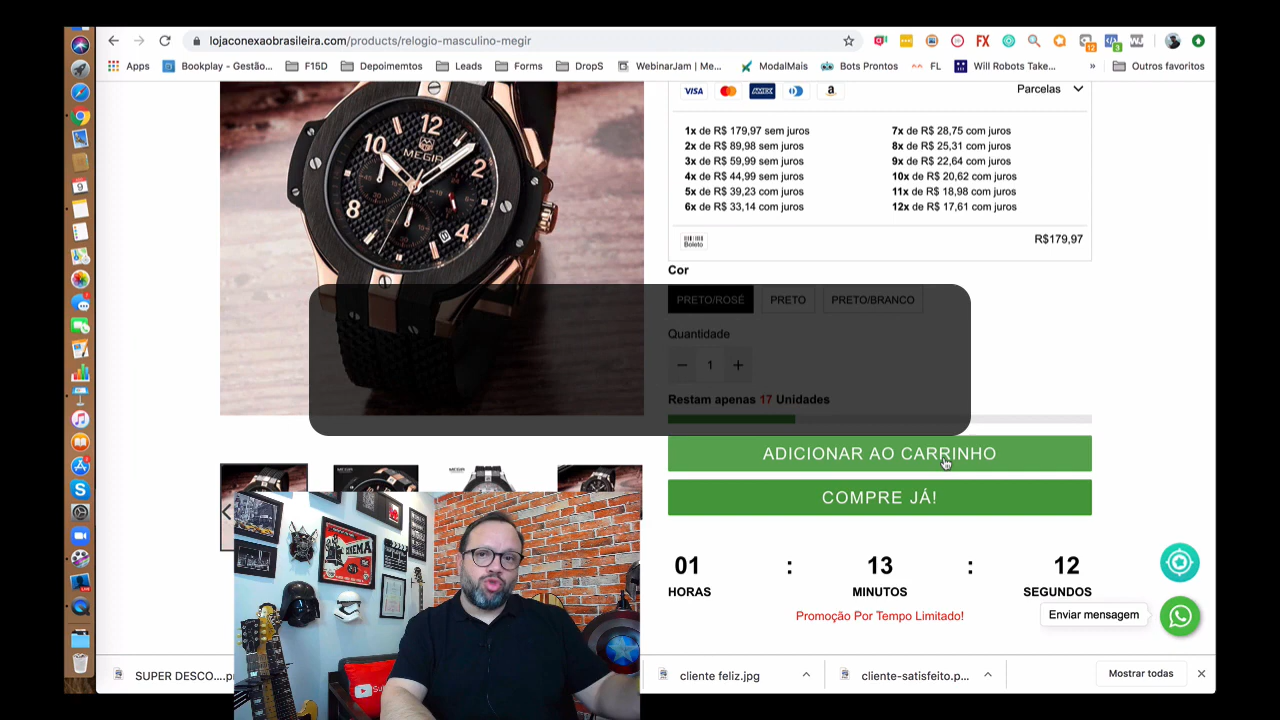 lojaconexaobrasileira.com/products/relogio-masculino-megir
Apps
Bookplay - Gestão...
F15D
Depoimentos
Leads
Forms
DropS
WebinarJam | Me...
ModalMais
Bots Prontos
FL
Will Robots Take...
»
Outros favoritos
VISA
AMEX
Parcelas
1x de R$ 179,97 sem juros
2x de R$ 89,98 sem juros
3x de R$ 59,99 sem juros
4x de R$ 44,99 sem juros
5x de R$ 39,23 com juros
6x de R$ 33,14 com juros
7x de R$ 28,75 com juros
8x de R$ 25,31 com juros
9x de R$ 22,64 com juros
10x de R$ 20,62 com juros
11x de R$ 18,98 com juros
12x de R$ 17,61 com juros
Boleto
R$179,97
12
10
2
8
4
MEGIR
Cor
PRETO/ROSÉ
PRETO
PRETO/BRANCO
Quantidade
− 1 +
Restam apenas 17 Unidades
ADICIONAR AO CARRINHO
COMPRE JÁ!
01 : 13 : 12
HORAS
MINUTOS
SEGUNDOS
Promoção Por Tempo Limitado!
Enviar mensagem
CINEMA
SUPER DESCO....pr
cliente feliz.jpg
cliente-satisfeito.p...
Mostrar todas